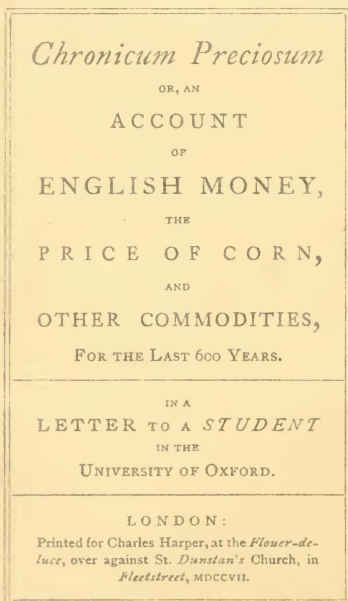 Chronicum Preciosum
OR, AN
ACCOUNT
OF
ENGLISH MONEY,
THE
PRICE OF CORN,
AND
OTHER COMMODITIES,
FOR THE LAST 600 YEARS.
IN A
LETTER TO A STUDENT
IN THE
UNIVERSITY OF OXFORD.
LONDON:
Printed for Charles Harper, at the Flouer-de-
luce, over against St. Dunstan's Church, in
Fleetstreet, MDCCVII.